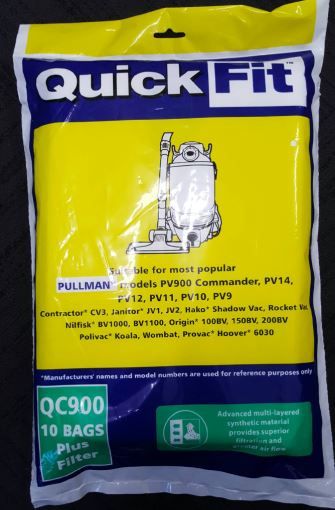 Quick Fit™
Suitable for most popular
PULLMAN* models PV900 Commander, PV14,
PV12, PV11, PV10, PV9
Contractor* CV3, Janitor* JV1, JV2, Hako* Shadow Vac, Rocket Vac
Nilfisk* BV1000, BV1100, Origin* 100BV, 150BV, 200BV
Polivac* Koala, Wombat, Provac* Hoover* 6030
*Manufacturers' names and model numbers are used for reference purposes only
QC900
10 BAGS
Plus
Filter
Advanced multi-layered
synthetic material
provides superior
filtration and
greater air flow